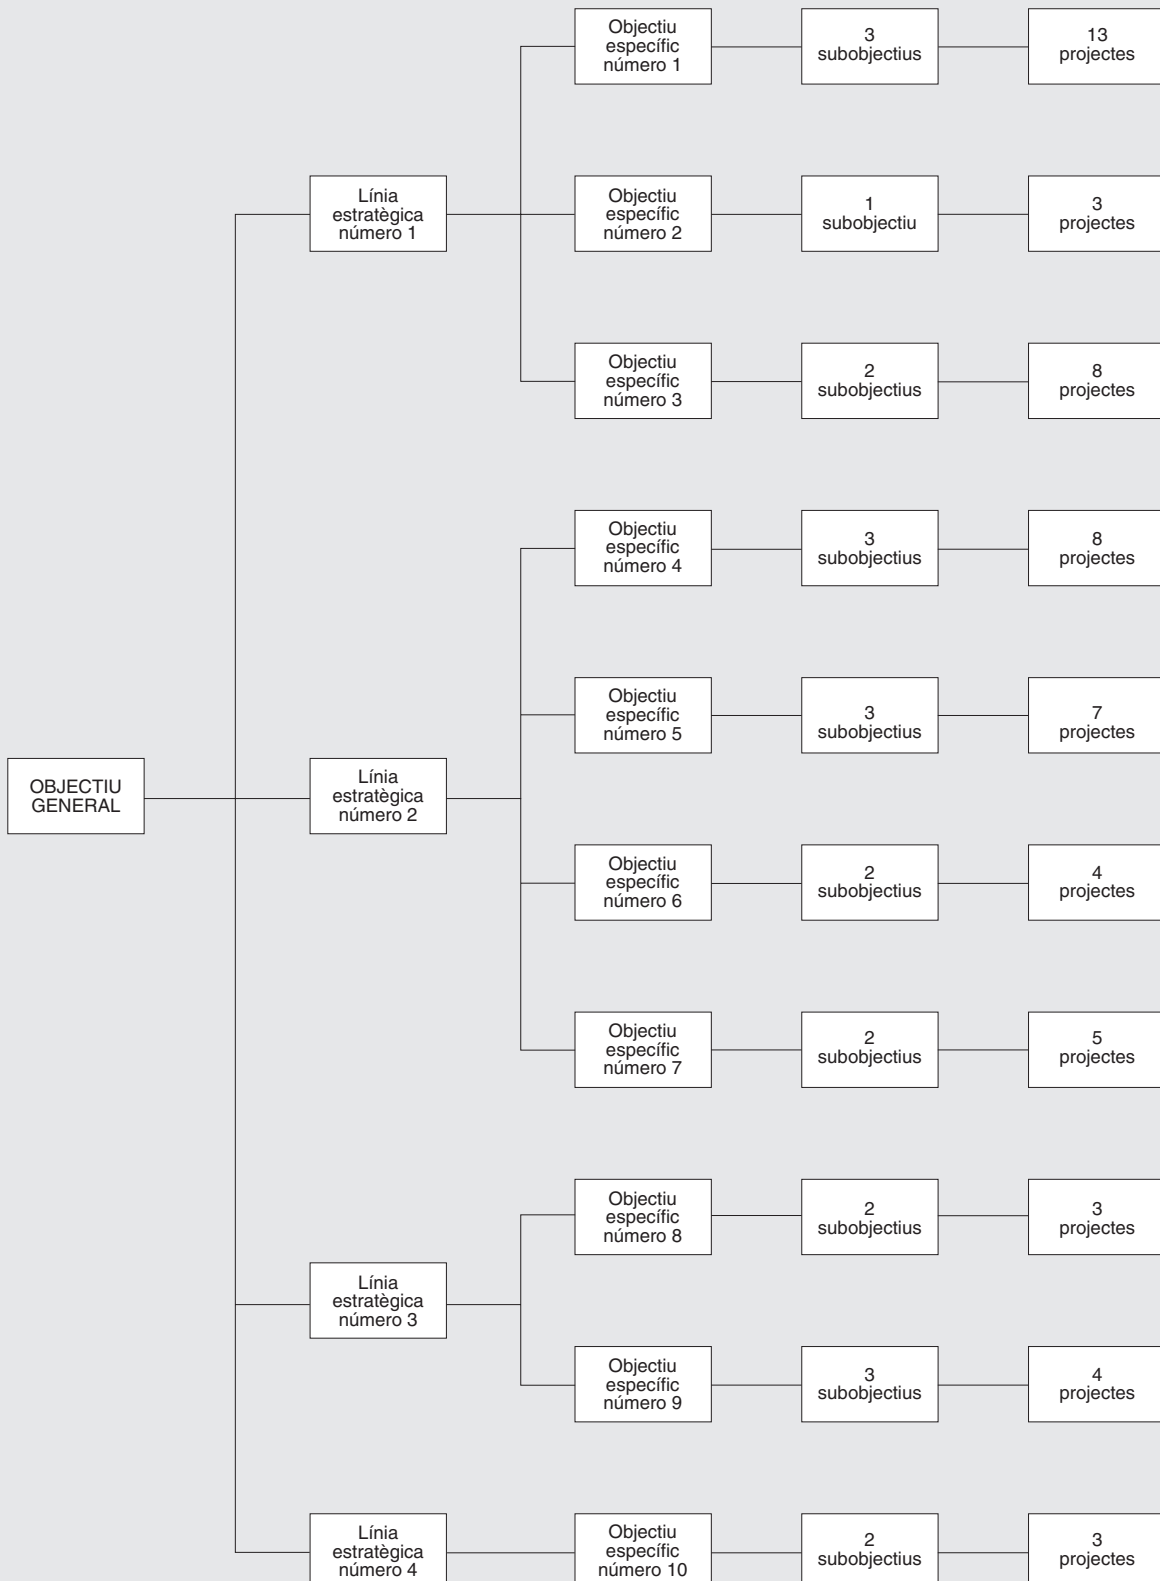 Objectiu
específic
número 1
3
subobjectius
13
projectes
Línia
estratègica
número 1
Objectiu
específic
número 2
1
subobjectiu
3
projectes
Objectiu
específic
número 3
2
subobjectius
8
projectes
Objectiu
específic
número 4
3
subobjectius
8
projectes
Objectiu
específic
número 5
3
subobjectius
7
projectes
OBJECTIU
GENERAL
Línia
estratègica
número 2
Objectiu
específic
número 6
2
subobjectius
4
projectes
Objectiu
específic
número 7
2
subobjectius
5
projectes
Objectiu
específic
número 8
2
subobjectius
3
projectes
Línia
estratègica
número 3
Objectiu
específic
número 9
3
subobjectius
4
projectes
Línia
estratègica
número 4
Objectiu
específic
número 10
2
subobjectius
3
projectes